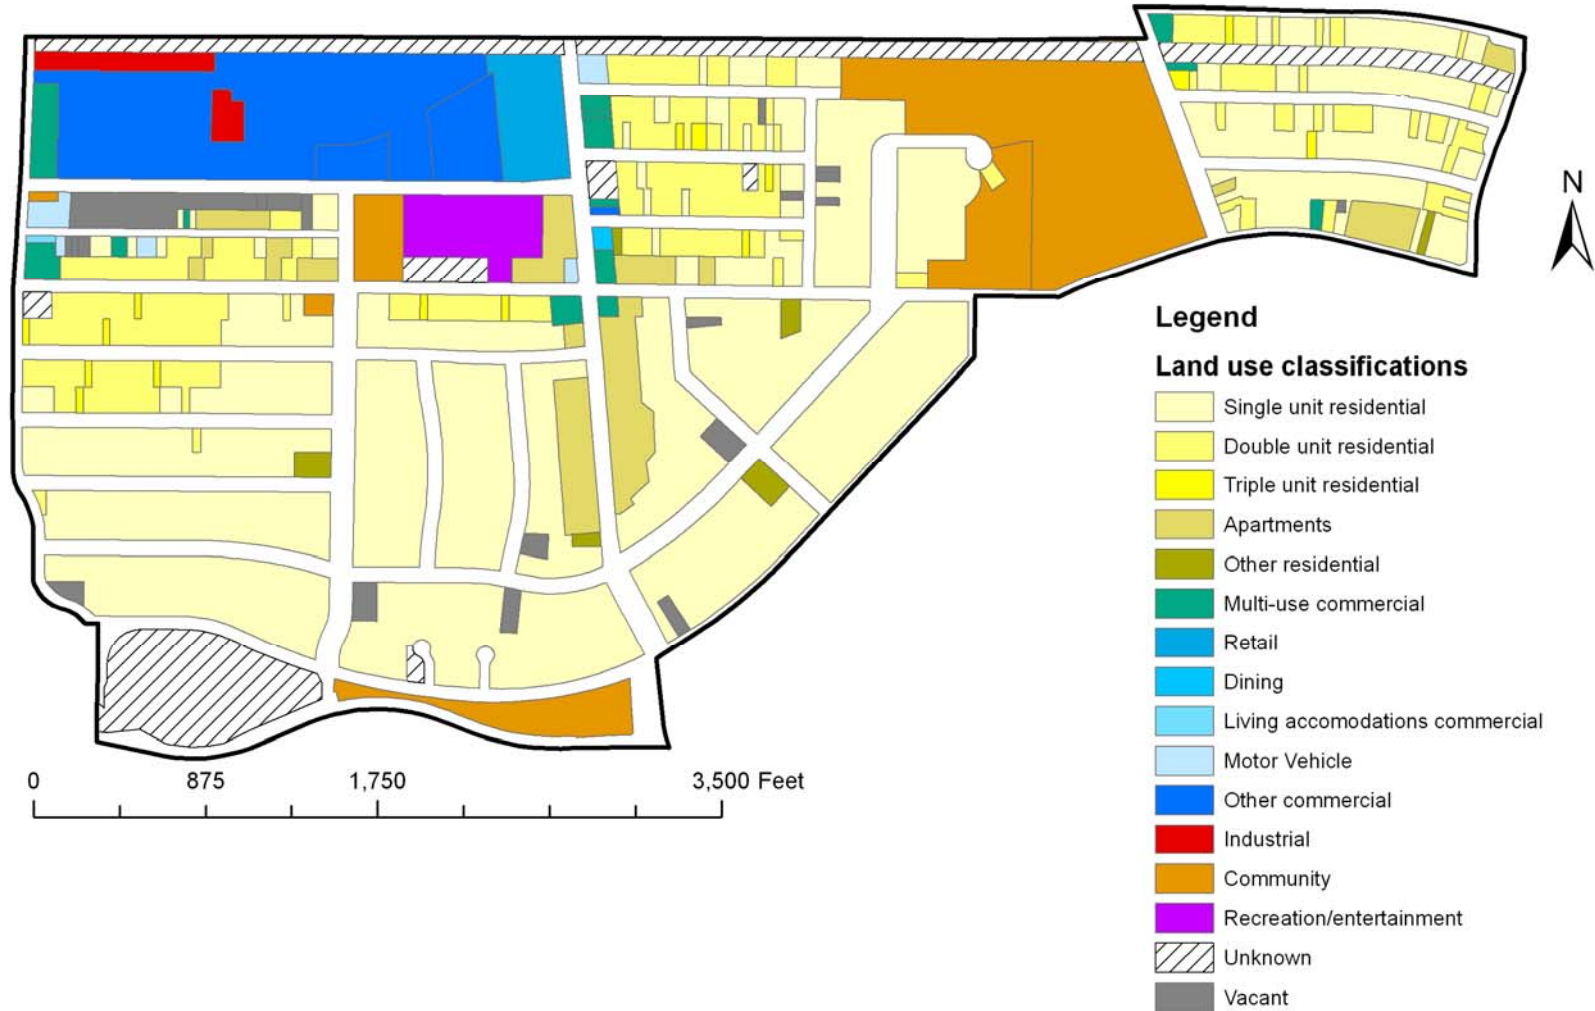 N
Legend
Land use classifications
Single unit residential
Double unit residential
Triple unit residential
Apartments
Other residential
Multi-use commercial
Retail
Dining
Living accomodations commercial
Motor Vehicle
Other commercial
Industrial
Community
Recreation/entertainment
Unknown
Vacant
0 875 1,750 3,500 Feet